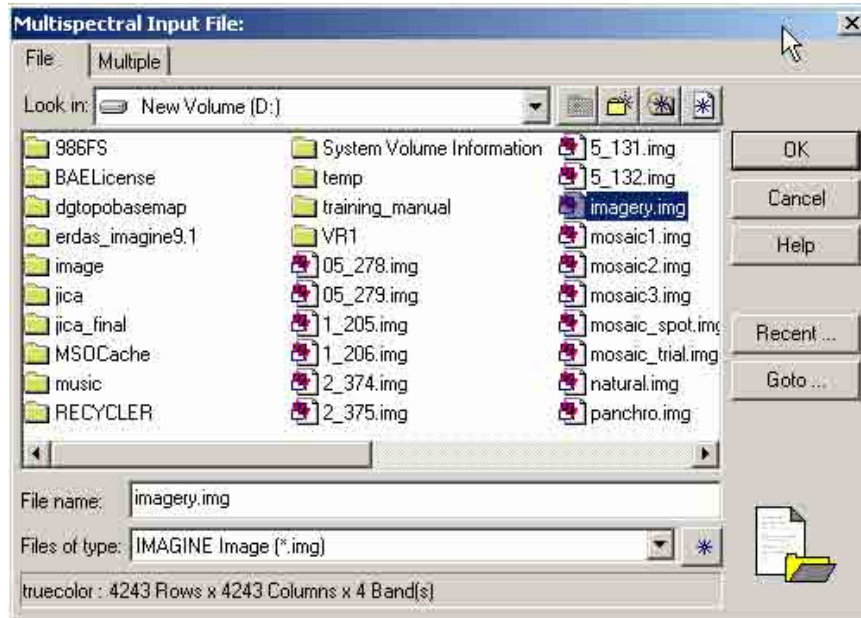 Multispectral Input File:
File
Multiple
Look in:
New Volume (D:)
986FS
BAELicense
dgtopobasemap
erdas_imagine9.1
image
jica
jica_final
MSOCache
music
RECYCLER
System Volume Information
temp
training_manual
VR1
05_278.img
05_279.img
1_205.img
1_206.img
2_374.img
2_375.img
5_131.img
5_132.img
imagery.img
mosaic1.img
mosaic2.img
mosaic3.img
mosaic_spot.img
mosaic_trial.img
natural.img
panchro.img
OK
Cancel
Help
Recent ...
Goto ...
File name:
imagery.img
Files of type:
IMAGINE Image (*.img)
truecolor : 4243 Rows x 4243 Columns x 4 Band(s)